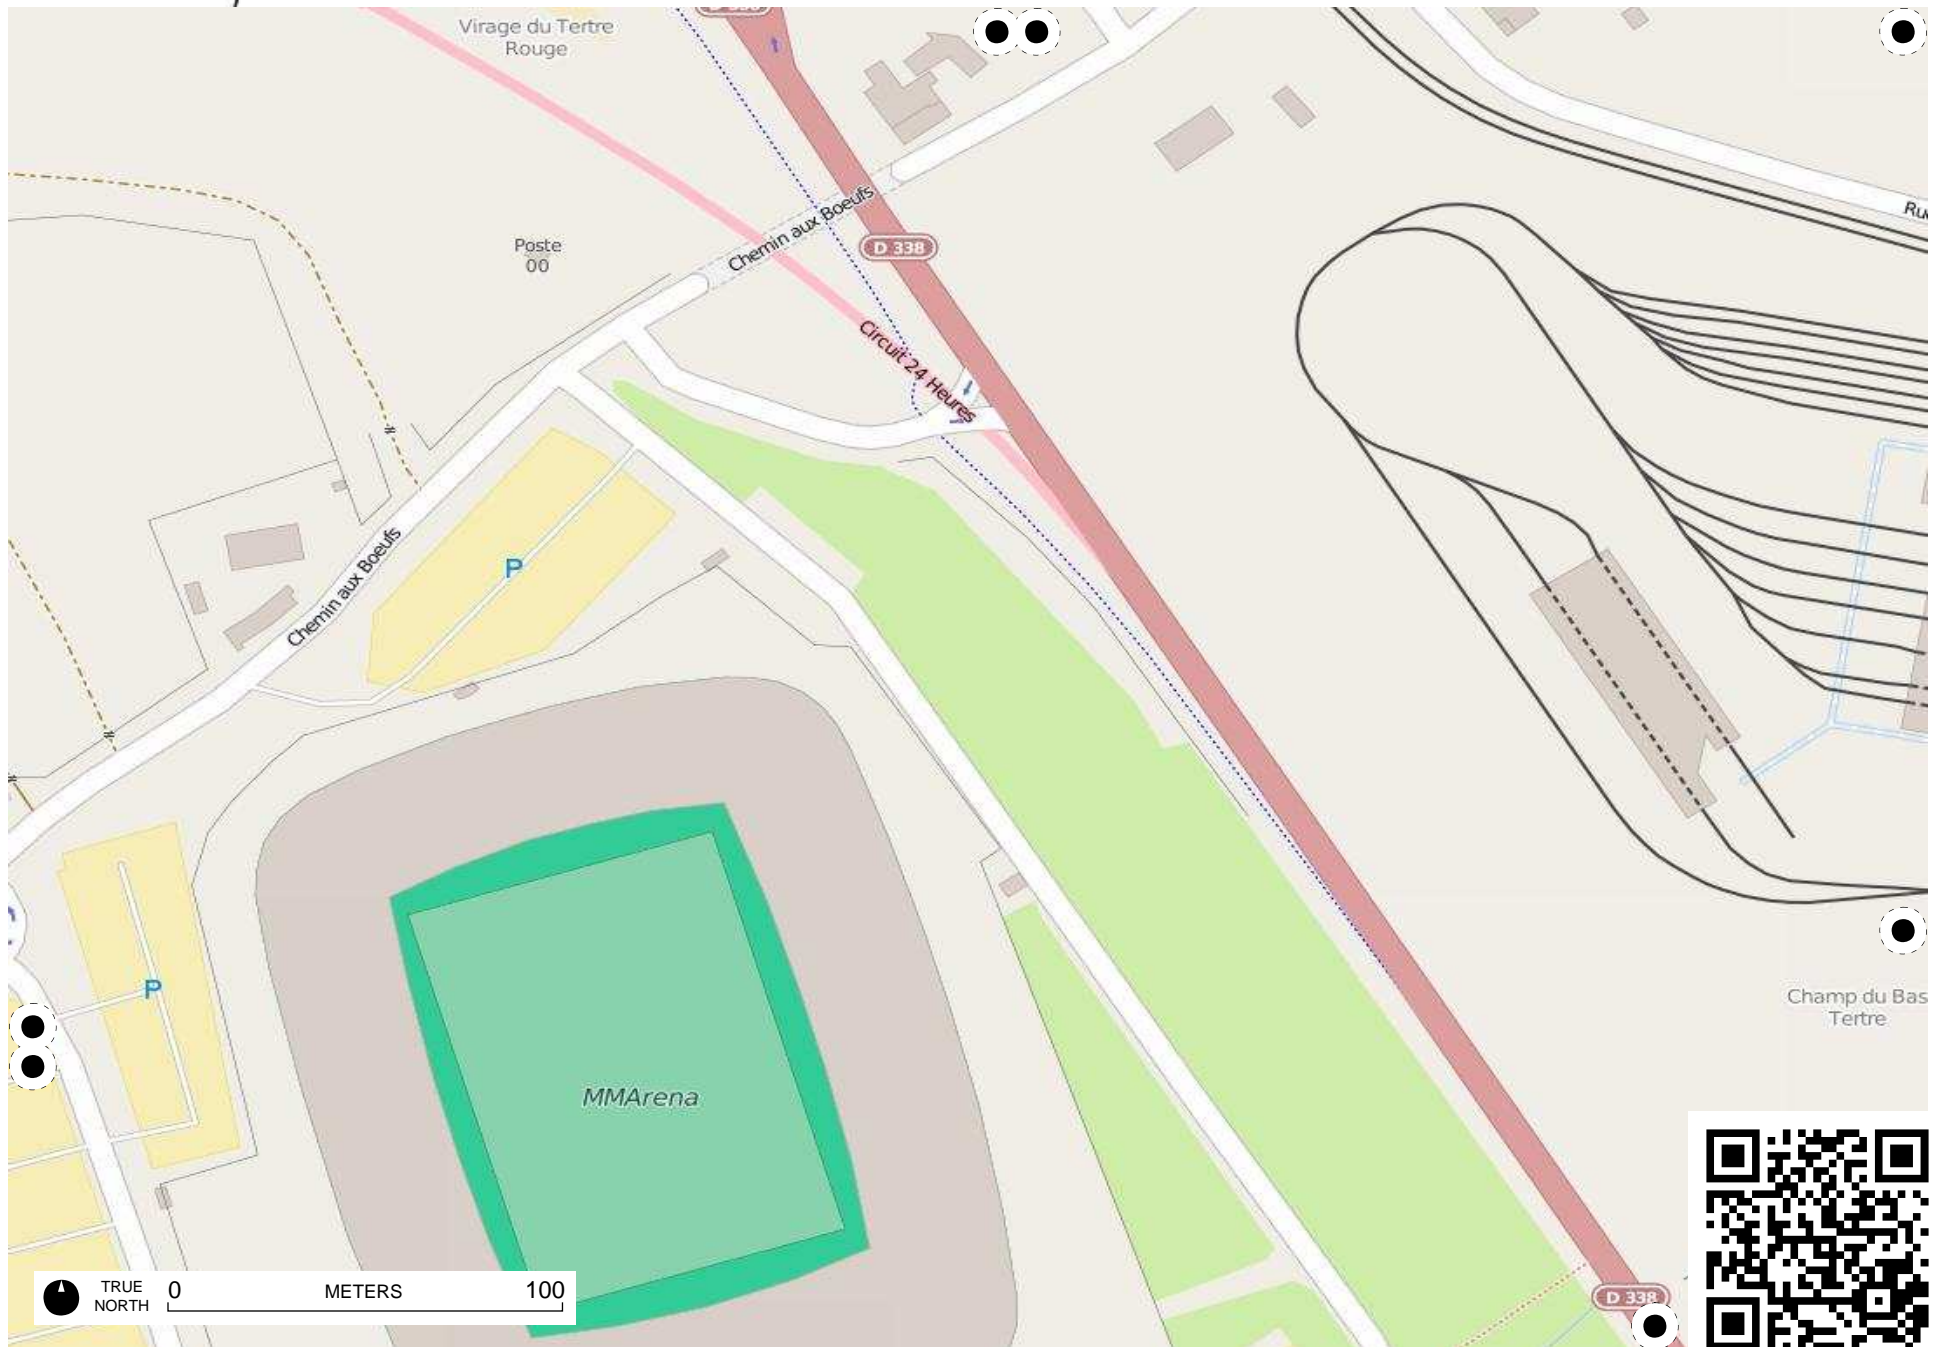 Virage du Tertre
Rouge
Chemin aux Boeufs
D 338
Poste
00
Circuit 24 Heures
P
Chemin aux Boeufs
P
MMArena
Champ du Bas
Tertre
D 338
TRUE
NORTH
0
METERS
100